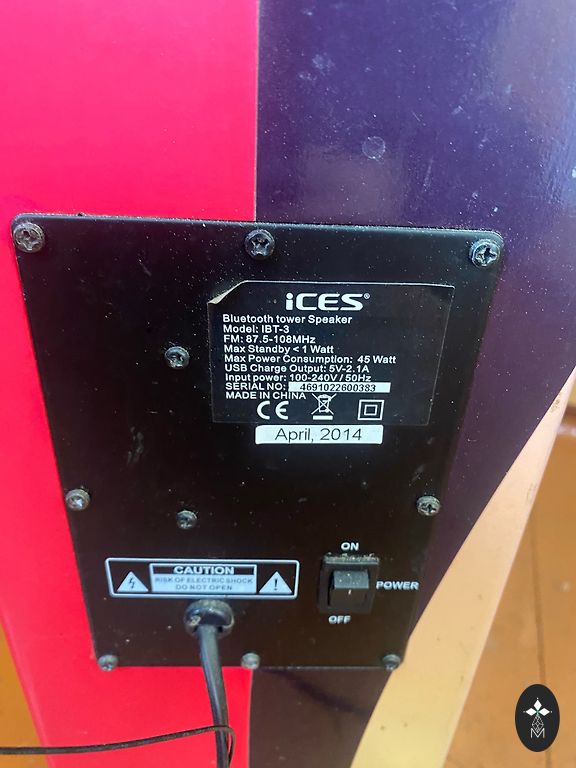 iCES®
Bluetooth tower Speaker
Model: IBT-3
FM: 87.5-108MHz
Max Standby < 1 Watt
Max Power Consumption: 45 Watt
USB Charge Output: 5V-2.1A
Input power: 100-240V / 50Hz
SERIAL NO: 4691022600383
MADE IN CHINA
CE
April, 2014
CAUTION
RISK OF ELECTRIC SHOCK
DO NOT OPEN
ON
POWER
OFF
M